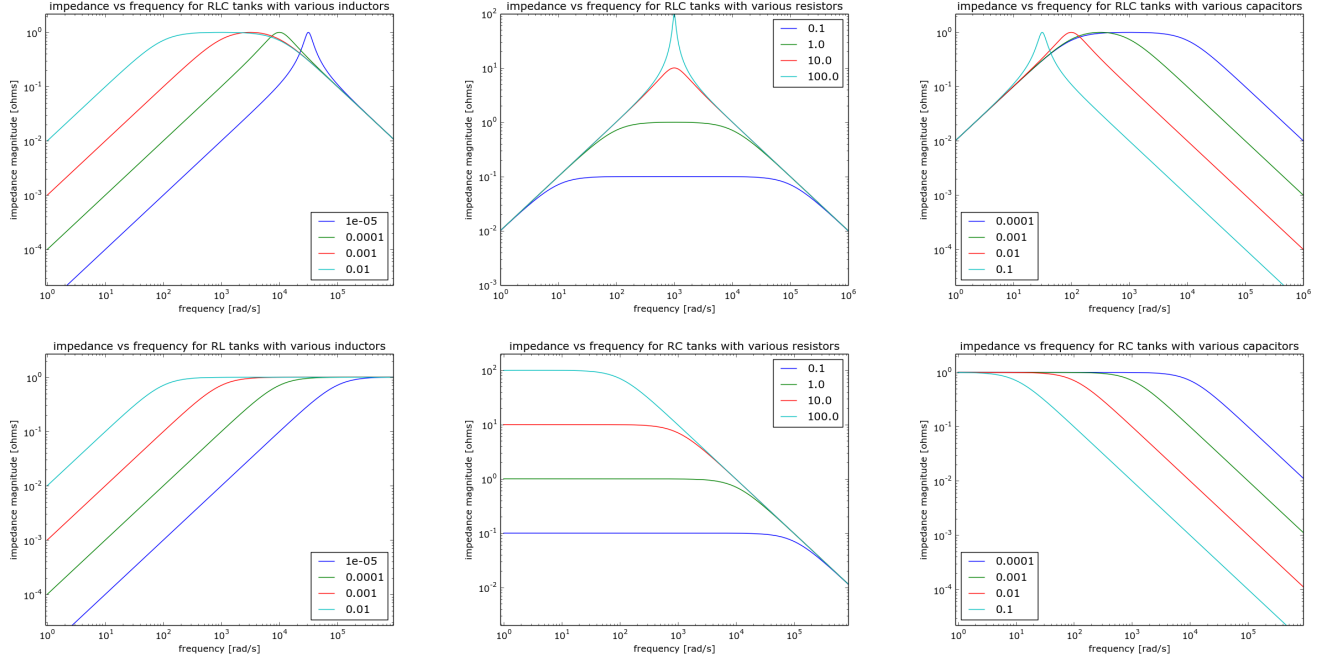 impedance vs frequency for RLC tanks with various inductors
impedance magnitude [ohms]
10^0
10^-1
10^-2
10^-3
10^-4
1e-05
0.0001
0.001
0.01
10^0 10^1 10^2 10^3 10^4 10^5
frequency [rad/s]
impedance vs frequency for RLC tanks with various resistors
impedance magnitude [ohms]
10^2
10^1
10^0
10^-1
10^-2
10^-3
0.1
1.0
10.0
100.0
10^0 10^1 10^2 10^3 10^4 10^5 10^6
frequency [rad/s]
impedance vs frequency for RLC tanks with various capacitors
impedance magnitude [ohms]
10^0
10^-1
10^-2
10^-3
10^-4
0.0001
0.001
0.01
0.1
10^0 10^1 10^2 10^3 10^4 10^5 10^6
frequency [rad/s]
impedance vs frequency for RL tanks with various inductors
impedance magnitude [ohms]
10^0
10^-1
10^-2
10^-3
10^-4
1e-05
0.0001
0.001
0.01
10^0 10^1 10^2 10^3 10^4 10^5
frequency [rad/s]
impedance vs frequency for RC tanks with various resistors
impedance magnitude [ohms]
10^2
10^1
10^0
10^-1
10^-2
0.1
1.0
10.0
100.0
10^0 10^1 10^2 10^3 10^4 10^5
frequency [rad/s]
impedance vs frequency for RC tanks with various capacitors
impedance magnitude [ohms]
10^0
10^-1
10^-2
10^-3
10^-4
0.0001
0.001
0.01
0.1
10^0 10^1 10^2 10^3 10^4 10^5
frequency [rad/s]